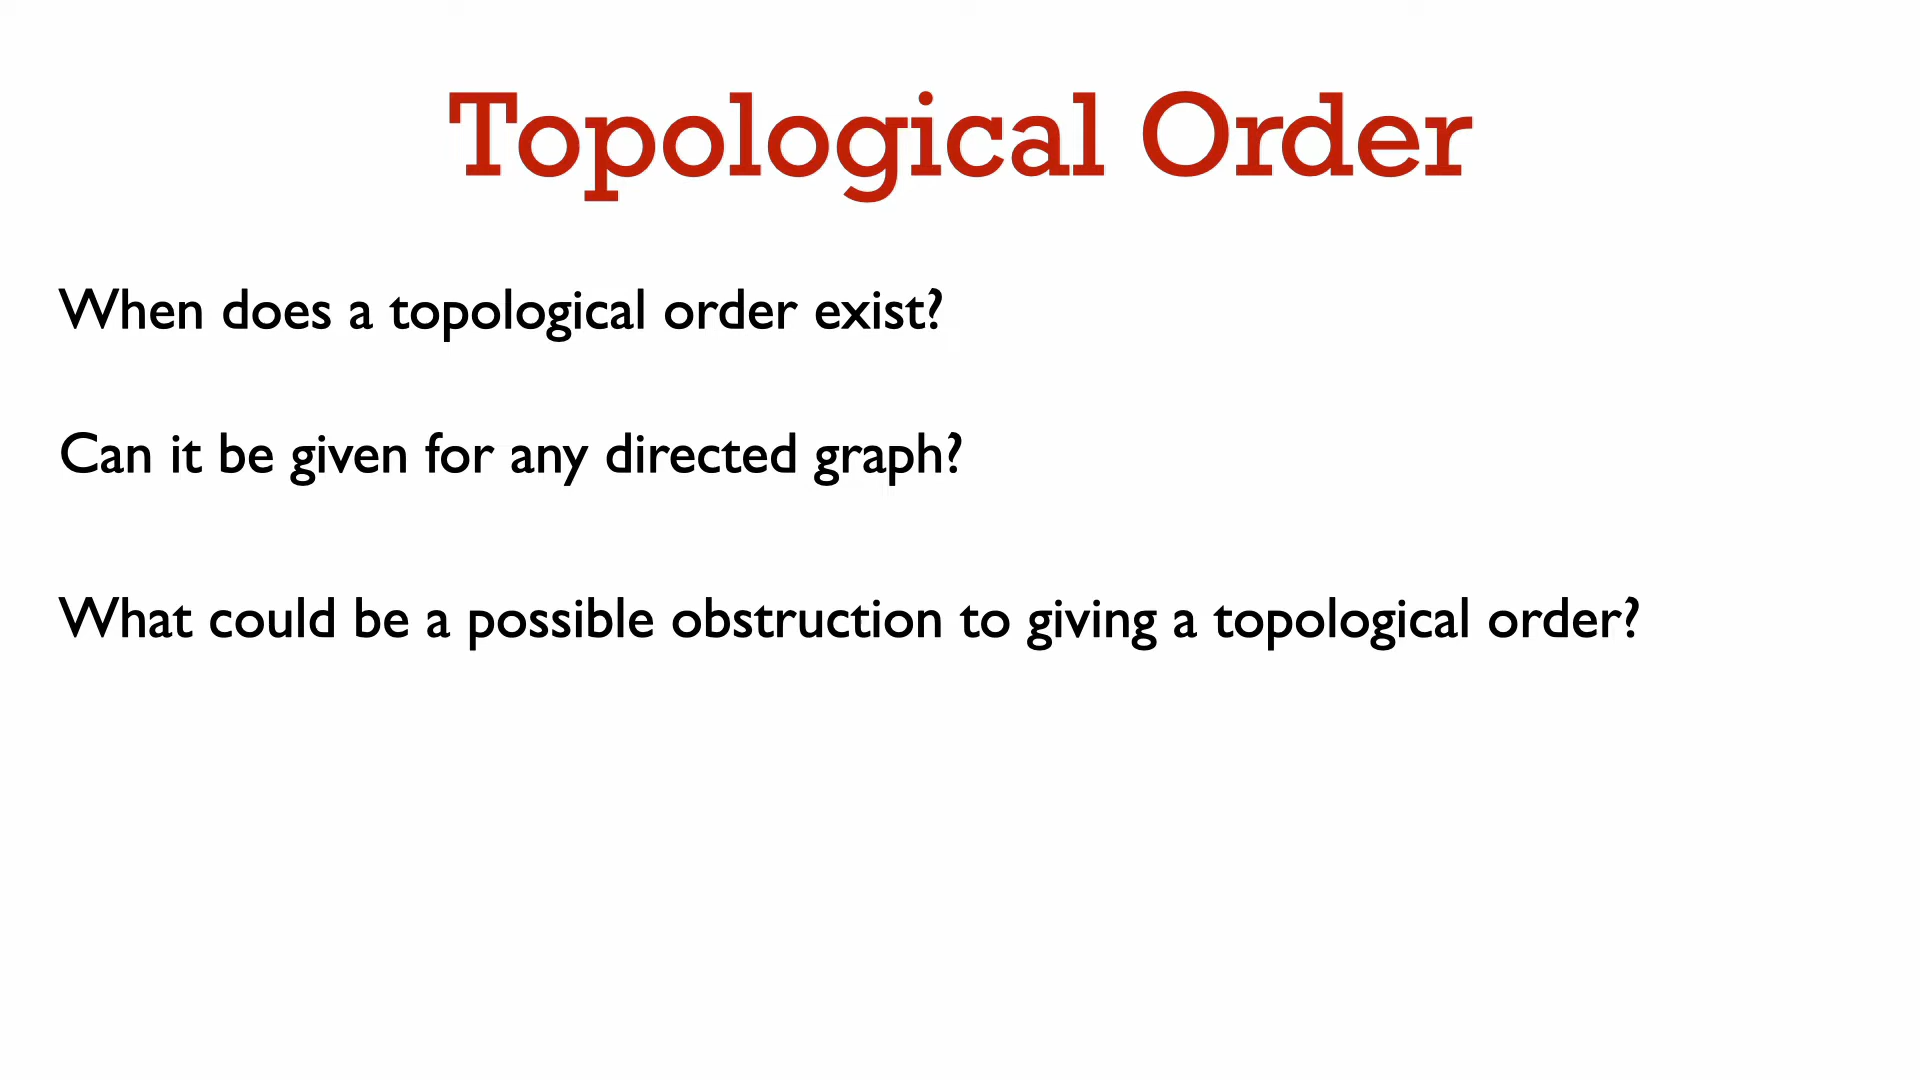 Topological Order
When does a topological order exist?
Can it be given for any directed graph?
What could be a possible obstruction to giving a topological order?